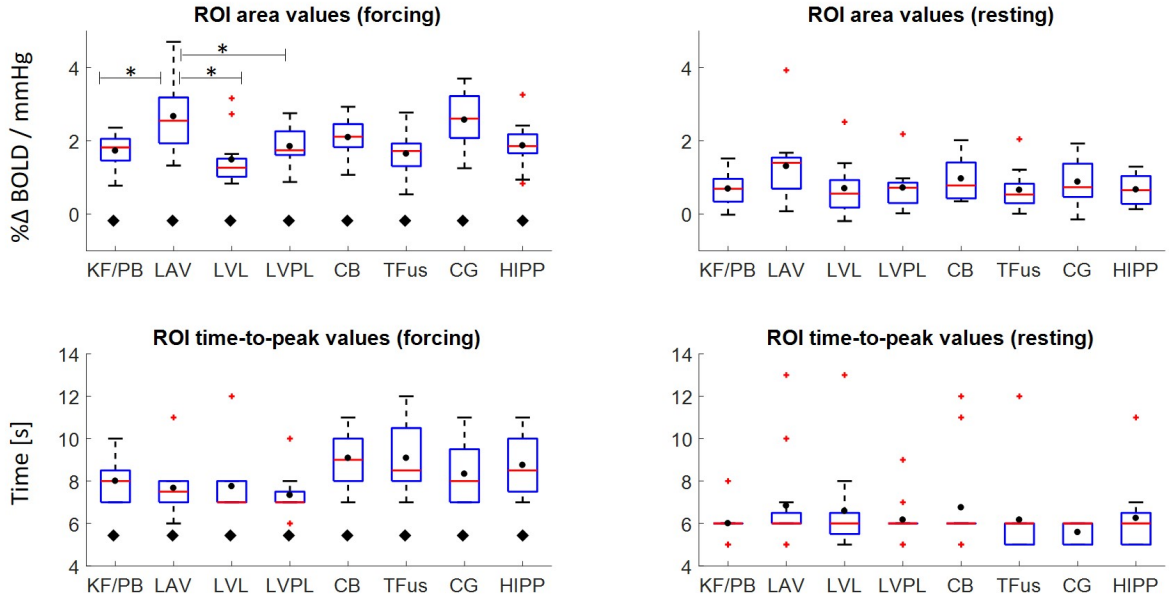 ROI area values (forcing)
%Δ BOLD / mmHg
4
2
0
* * *
KF/PB LAV LVL LVPL CB TFus CG HIPP
ROI area values (resting)
4
2
0
KF/PB LAV LVL LVPL CB TFus CG HIPP
ROI time-to-peak values (forcing)
Time [s]
14
12
10
8
6
4
KF/PB LAV LVL LVPL CB TFus CG HIPP
ROI time-to-peak values (resting)
14
12
10
8
6
4
KF/PB LAV LVL LVPL CB TFus CG HIPP